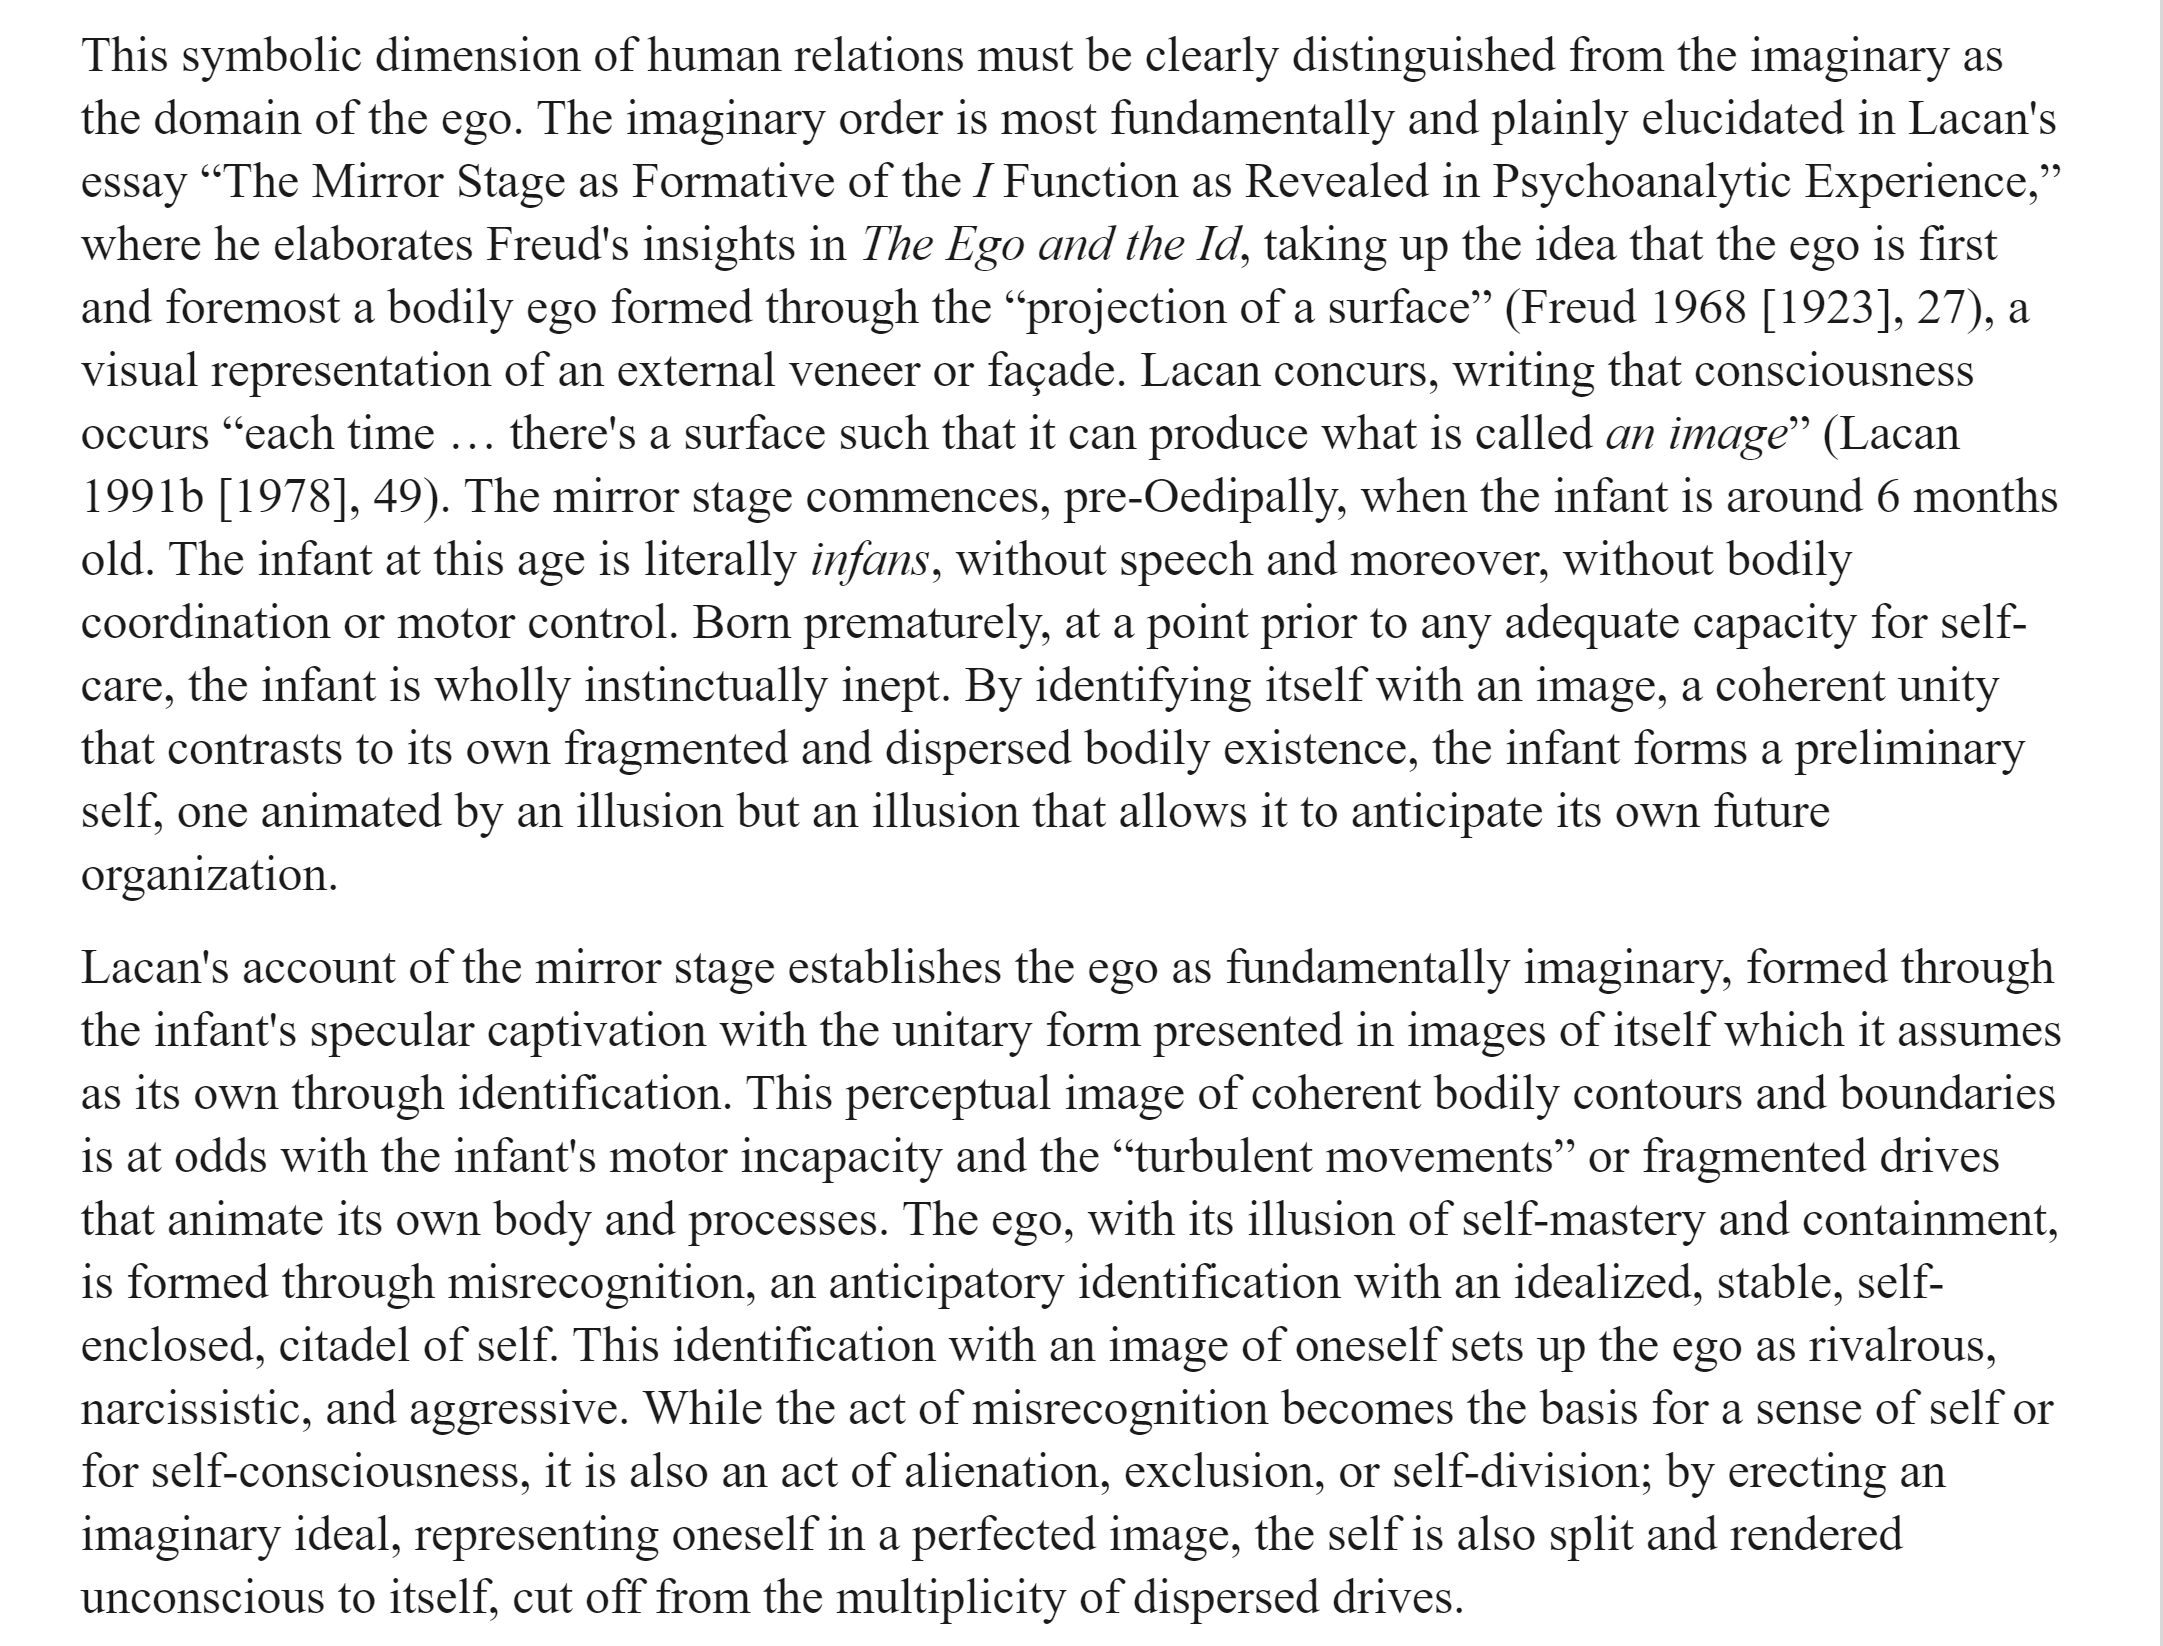 This symbolic dimension of human relations must be clearly distinguished from the imaginary as
the domain of the ego. The imaginary order is most fundamentally and plainly elucidated in Lacan's
essay “The Mirror Stage as Formative of the I Function as Revealed in Psychoanalytic Experience,”
where he elaborates Freud's insights in The Ego and the Id, taking up the idea that the ego is first
and foremost a bodily ego formed through the “projection of a surface” (Freud 1968 [1923], 27), a
visual representation of an external veneer or façade. Lacan concurs, writing that consciousness
occurs “each time … there's a surface such that it can produce what is called an image” (Lacan
1991b [1978], 49). The mirror stage commences, pre-Oedipally, when the infant is around 6 months
old. The infant at this age is literally infans, without speech and moreover, without bodily
coordination or motor control. Born prematurely, at a point prior to any adequate capacity for self-
care, the infant is wholly instinctually inept. By identifying itself with an image, a coherent unity
that contrasts to its own fragmented and dispersed bodily existence, the infant forms a preliminary
self, one animated by an illusion but an illusion that allows it to anticipate its own future
organization.
Lacan's account of the mirror stage establishes the ego as fundamentally imaginary, formed through
the infant's specular captivation with the unitary form presented in images of itself which it assumes
as its own through identification. This perceptual image of coherent bodily contours and boundaries
is at odds with the infant's motor incapacity and the “turbulent movements” or fragmented drives
that animate its own body and processes. The ego, with its illusion of self-mastery and containment,
is formed through misrecognition, an anticipatory identification with an idealized, stable, self-
enclosed, citadel of self. This identification with an image of oneself sets up the ego as rivalrous,
narcissistic, and aggressive. While the act of misrecognition becomes the basis for a sense of self or
for self-consciousness, it is also an act of alienation, exclusion, or self-division; by erecting an
imaginary ideal, representing oneself in a perfected image, the self is also split and rendered
unconscious to itself, cut off from the multiplicity of dispersed drives.